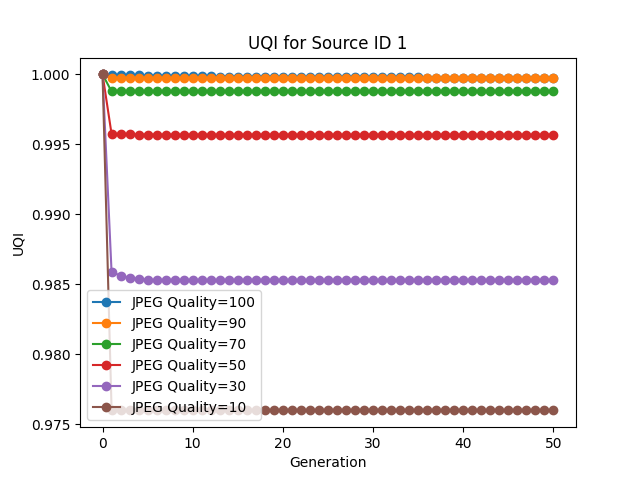 UQI for Source ID 1
1.000
0.995
0.990
0.985
0.980
0.975
UQI
JPEG Quality=100
JPEG Quality=90
JPEG Quality=70
JPEG Quality=50
JPEG Quality=30
JPEG Quality=10
0 10 20 30 40 50
Generation